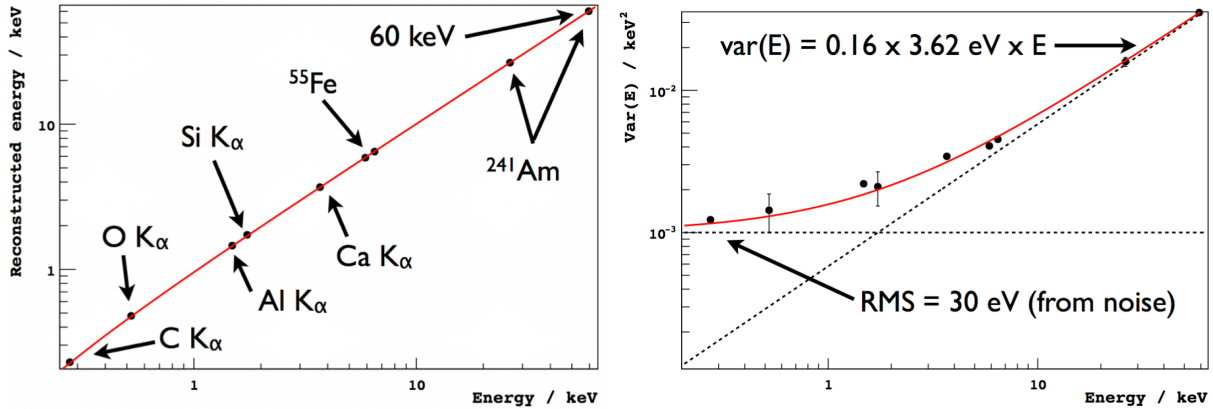 Reconstructed energy / keV
10
1
60 keV
⁵⁵Fe
Si Kα
²⁴¹Am
O Kα
Ca Kα
Al Kα
C Kα
1
10
Energy / keV
Var(E) / keV²
10⁻²
10⁻³
var(E) = 0.16 x 3.62 eV x E
RMS = 30 eV (from noise)
1
10
Energy / keV